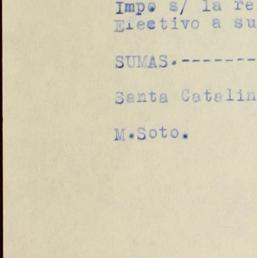 Impo s/ la re
Efectivo a su
SUMAS.-------
Santa Catalin
M.Soto.